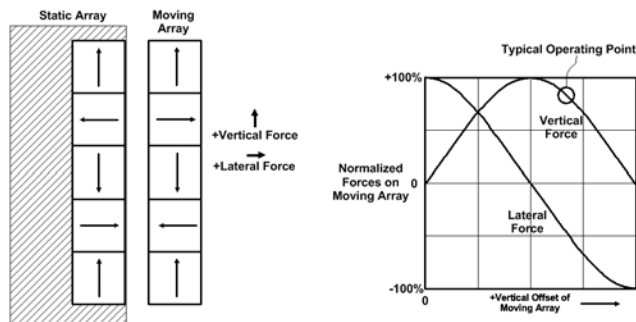 Static Array
Moving
Array
+Vertical Force
+Lateral Force
Typical Operating Point
+100%
Vertical
Force
Normalized
Forces on
Moving Array
0
Lateral
Force
-100%
0
+Vertical Offset of
Moving Array